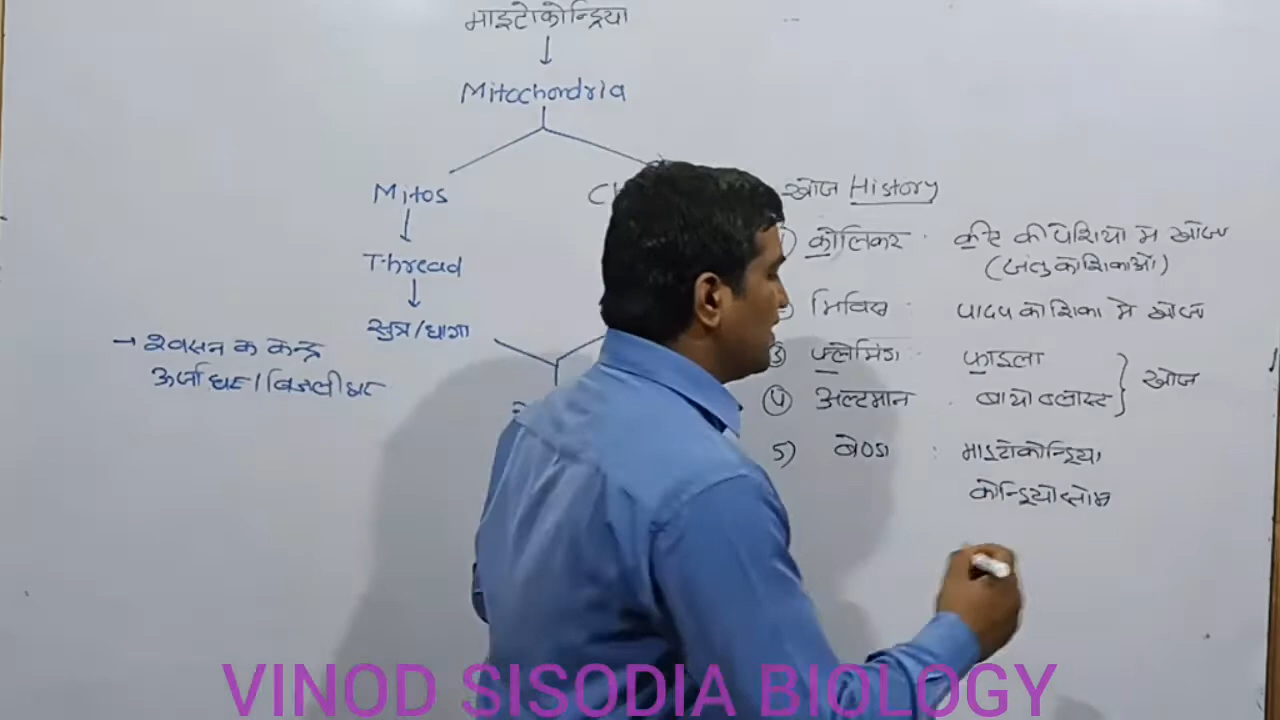 माइटोकोन्ड्रिया
Mitochondria
Mitos
Thread
सुत्र/धागा
→ श्वसन के केन्द्र
ऊर्जाघर/बिजलीघर
खोज History
कोलिकर कीट की पेशियो मे खोज
(जंतु कोशिकाओ)
मिविस : पादप कोशिका मे खोज
③ फ्लेमिंग फाइला
④ अल्टमान बायोब्लास्ट } खोज
5) बेण्डा : माइटोकोन्ड्रिया
कोन्ड्रियोसोम
VINOD SISODIA BIOLOGY